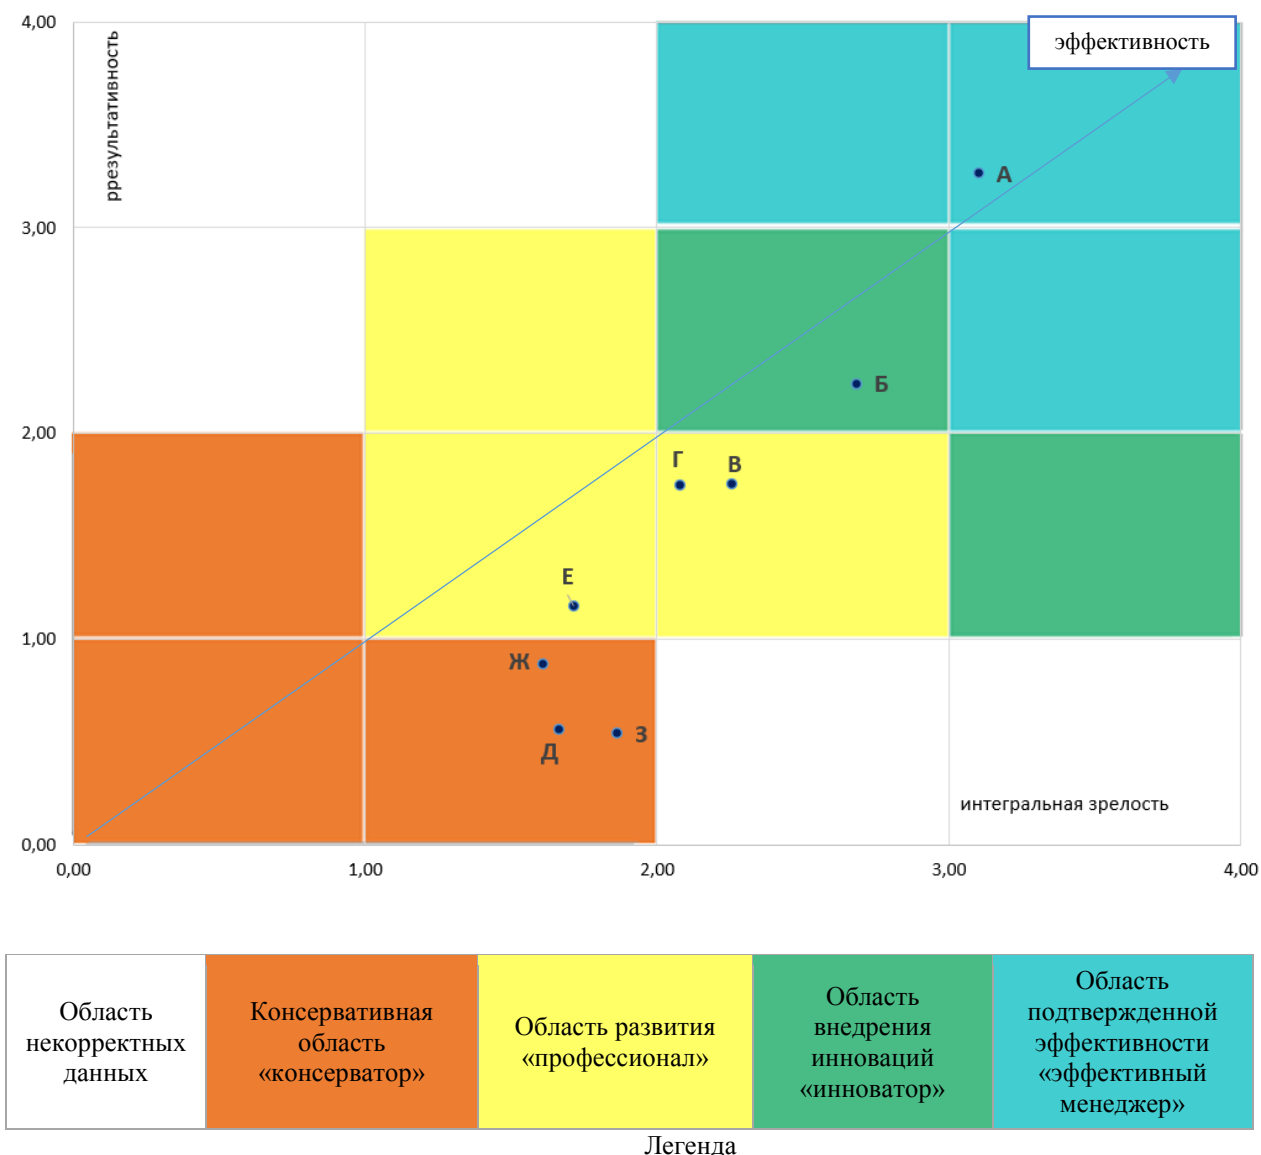 4,00
эффективность
ррезультативность
А
3,00
Б
2,00
Г
В
Е
1,00
Ж
Д
З
интегральная зрелость
0,00
0,00
1,00
2,00
3,00
4,00
Область
некорректных
данных
Консервативная
область
«консерватор»
Область развития
«профессионал»
Область
внедрения
инноваций
«инноватор»
Область
подтвержденной
эффективности
«эффективный
менеджер»
Легенда